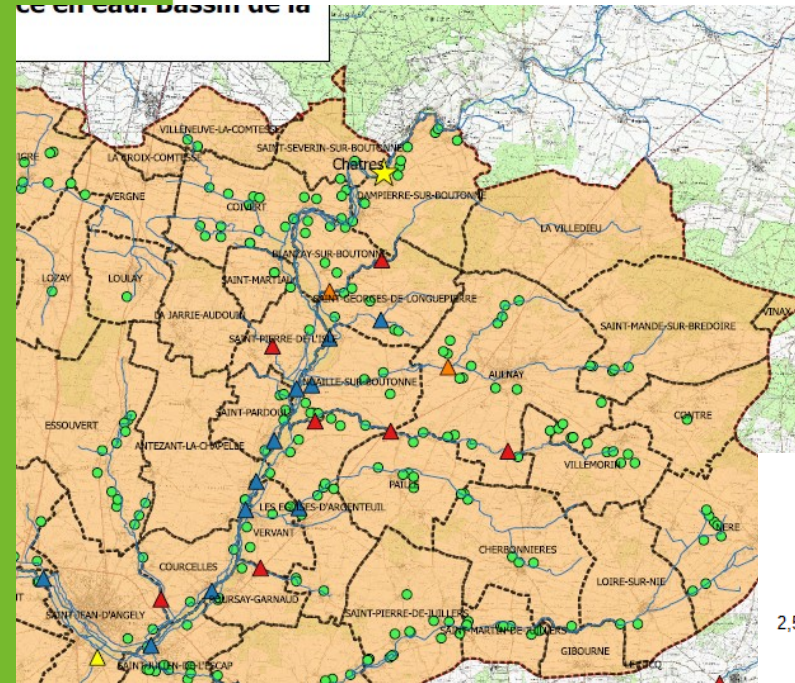 ce en eau. Bassin de la
VILLENEUVE-LA-COMTESSE
SAINT-SEVERIN-SUR-BOUTONNE
LA CROIX-COMTESSE
Chatres
VERGNE
DAMPIERRE-SUR-BOUTONNE
COIVERT
LA VILLEDIEU
BLANZAY-SUR-BOUTONNE
LOZAY
LOULAY
SAINT-MARTIAL
SAINT-GEORGES-DE-LONGUEPIERRE
LA JARRIE-AUDOUIN
VINAX
SAINT-MANDE-SUR-BREDOIRE
SAINT-PIERRE-DE-L'ISLE
AULNAY
NUAILLE-SUR-BOUTONNE
SAINT-PARDOULT
CONTRE
ESSOUVERT
ANTEZANT-LA-CHAPELLE
VILLEMORIN
PAILLE
LES EGLISES-D'ARGENTEUIL
NERE
VERVANT
CHERBONNIERES
COURCELLES
LOIRE-SUR-NIE
POURSAY-GARNAUD
SAINT-JEAN-D'ANGELY
SAINT-PIERRE-DE-JUILLERS
2,5
SAINT-MARTIN-DE-JUILLERS
GIBOURNE
SAINT-JULIEN-DE-L'ESCAP